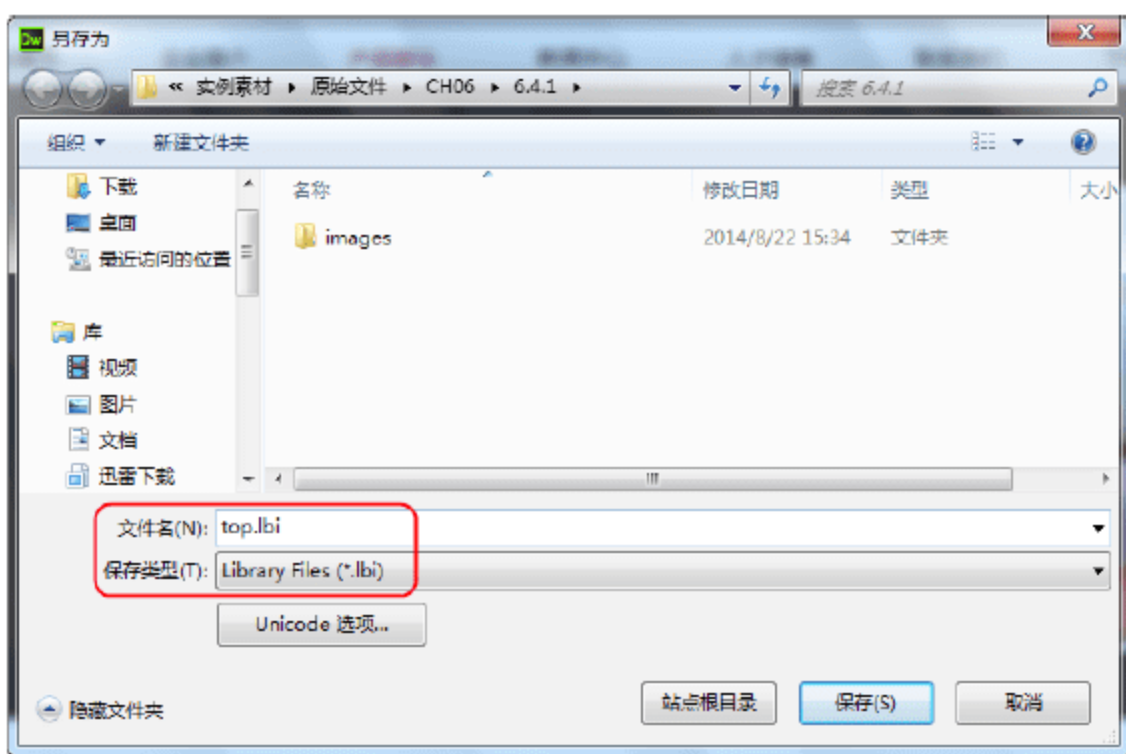 Dw 另存为
« 实例素材 ▸ 原始文件 ▸ CH06 ▸ 6.4.1 ▸ 搜索 6.4.1
组织 新建文件夹
名称 修改日期 类型 大小
下载
images 2014/8/22 15:34 文件夹
桌面
最近访问的位置
库
视频
图片
文档
迅雷下载
文件名(N): top.lbi
保存类型(T): Library Files (*.lbi)
Unicode 选项...
隐藏文件夹 站点根目录 保存(S) 取消